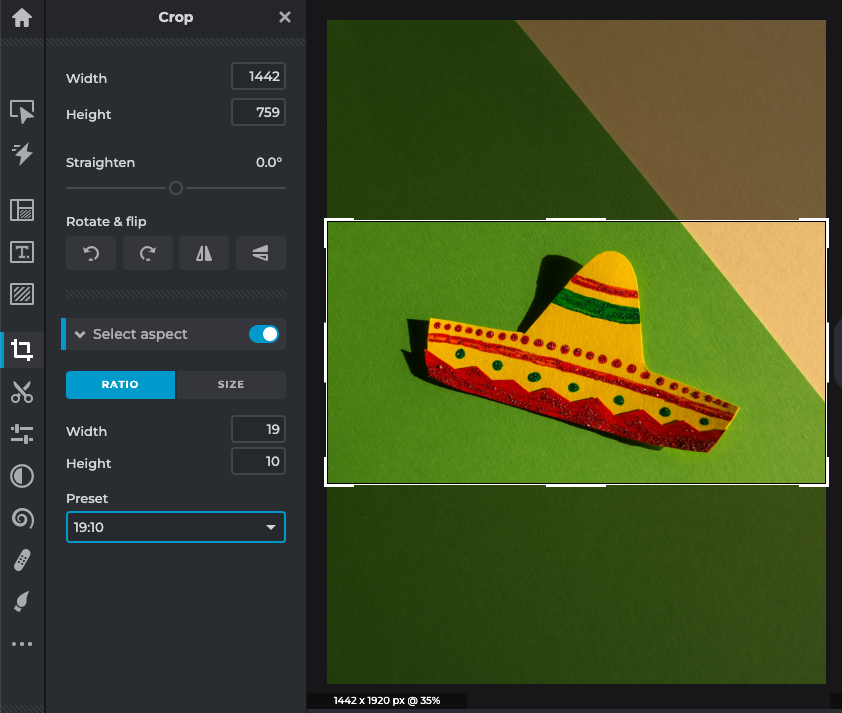 Crop
Width 1442
Height 759
Straighten 0.0°
Rotate & flip
Select aspect
RATIO SIZE
Width 19
Height 10
Preset
19:10
1442 x 1920 px @ 35%